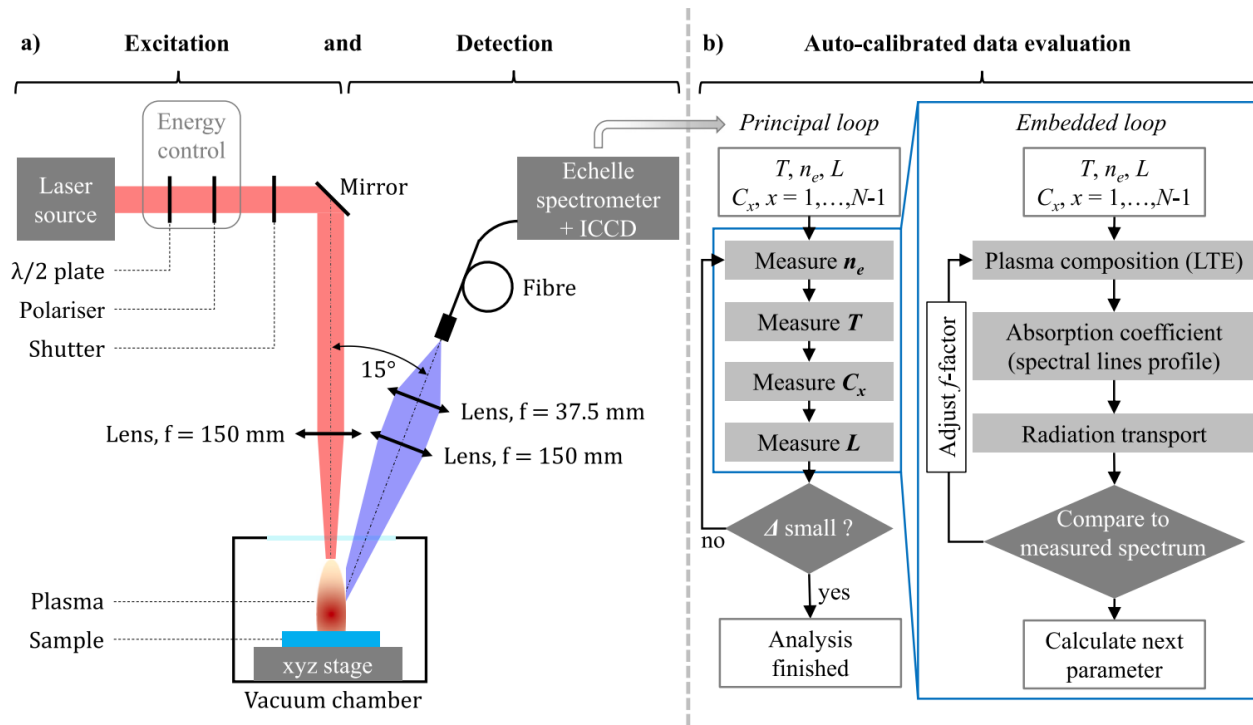 a) Excitation and Detection
Energy
control
Laser
source
Mirror
λ/2 plate
Polariser
Shutter
Echelle
spectrometer
+ ICCD
Fibre
15°
Lens, f = 37.5 mm
Lens, f = 150 mm
Lens, f = 150 mm
Plasma
Sample
xyz stage
Vacuum chamber
b) Auto-calibrated data evaluation
Principal loop
T, nₑ, L
Cₓ, x = 1,…,N-1
Measure nₑ
Measure T
Measure Cₓ
Measure L
Δ small ?
no
yes
Analysis
finished
Embedded loop
T, nₑ, L
Cₓ, x = 1,…,N-1
Plasma composition (LTE)
Absorption coefficient
(spectral lines profile)
Radiation transport
Adjust f-factor
Compare to
measured spectrum
Calculate next
parameter